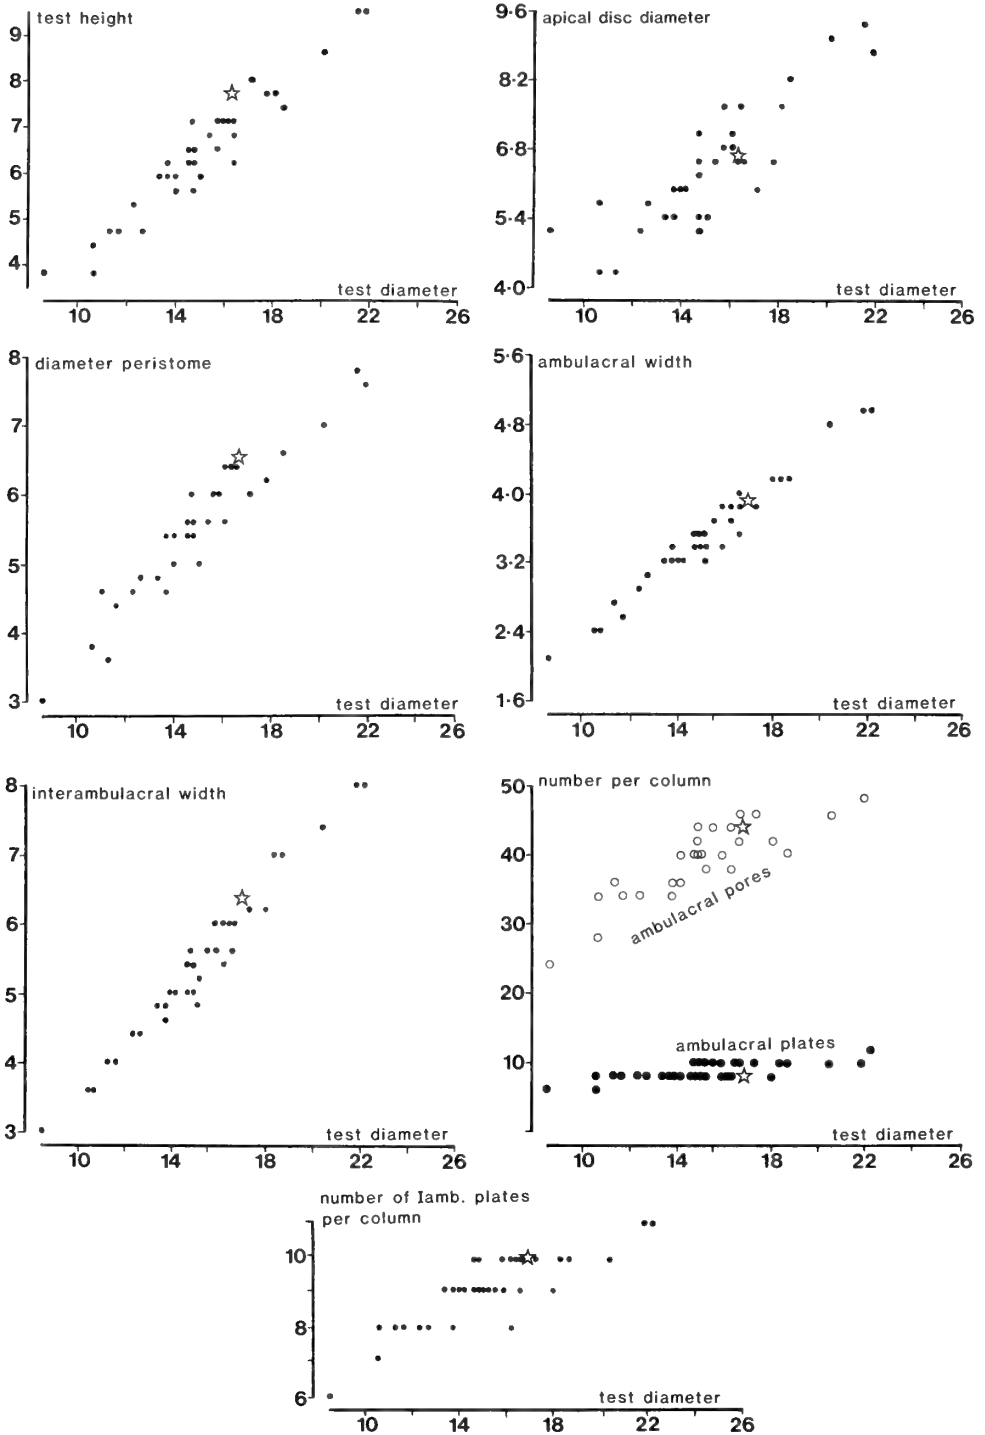 test height
9
8
7
6
5
4
test diameter
10 14 18 22 26
apical disc diameter
9·6
8·2
6·8
5·4
4·0
test diameter
10 14 18 22 26
diameter peristome
8
7
6
5
4
3
test diameter
10 14 18 22 26
ambulacral width
5·6
4·8
4·0
3·2
2·4
1·6
test diameter
10 14 18 22 26
interambulacral width
8
7
6
5
4
3
test diameter
10 14 18 22 26
number per column
50
40
30
20
10
ambulacral pores
ambulacral plates
test diameter
10 14 18 22 26
number of Iamb. plates
per column
10
8
6
test diameter
10 14 18 22 26